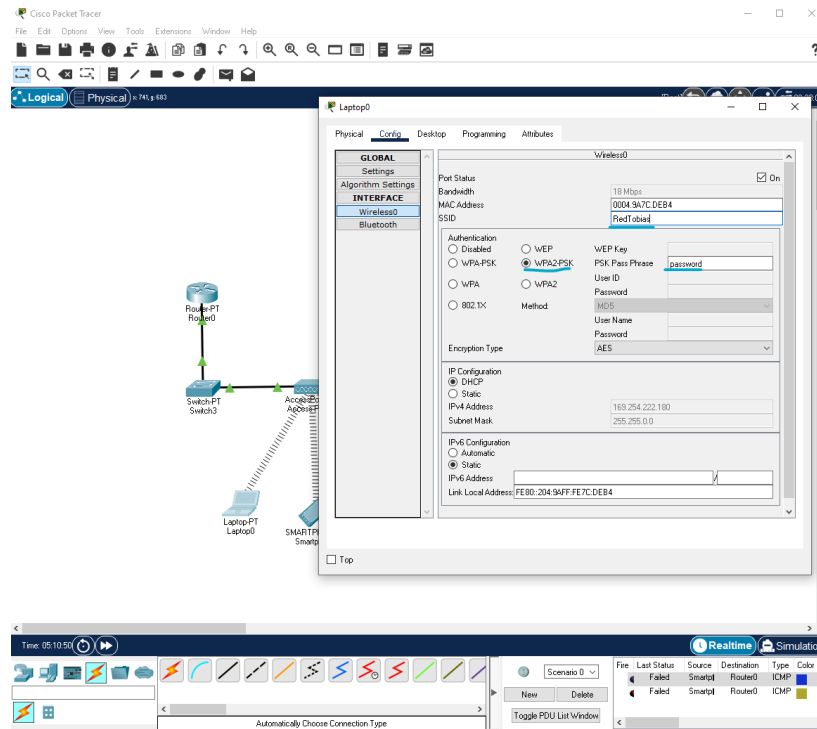 Cisco Packet Tracer
File Edit Options View Tools Extensions Window Help
Logical Physical x: 741, y: 683
Laptop0
Physical Config Desktop Programming Attributes
GLOBAL
Settings
Algorithm Settings
INTERFACE
Wireless0
Bluetooth
Wireless0
Port Status On
Bandwidth 18 Mbps
MAC Address 0004.9A7C.DEB4
SSID RedTobias
Authentication
Disabled WEP WEP Key
WPA-PSK WPA2-PSK PSK Pass Phrase password
User ID
WPA WPA2
Password
802.1X Method: MD5
User Name
Password
Encryption Type AES
IP Configuration
DHCP
Static
IPv4 Address 169.254.222.180
Subnet Mask 255.255.0.0
IPv6 Configuration
Automatic
Static
IPv6 Address /
Link Local Address: FE80::204:9AFF:FE7C:DEB4
Top
Router-PT
Router0
Switch-PT
Switch3
AccessPo
Access P
Laptop-PT
Laptop0
SMARTP
Smartp
Time: 05:10:50
Realtime Simulatio
Scenario 0
New Delete
Toggle PDU List Window
Fire Last Status Source Destination Type Color
Failed Smartp Router0 ICMP
Failed Smartp Router0 ICMP
Automatically Choose Connection Type